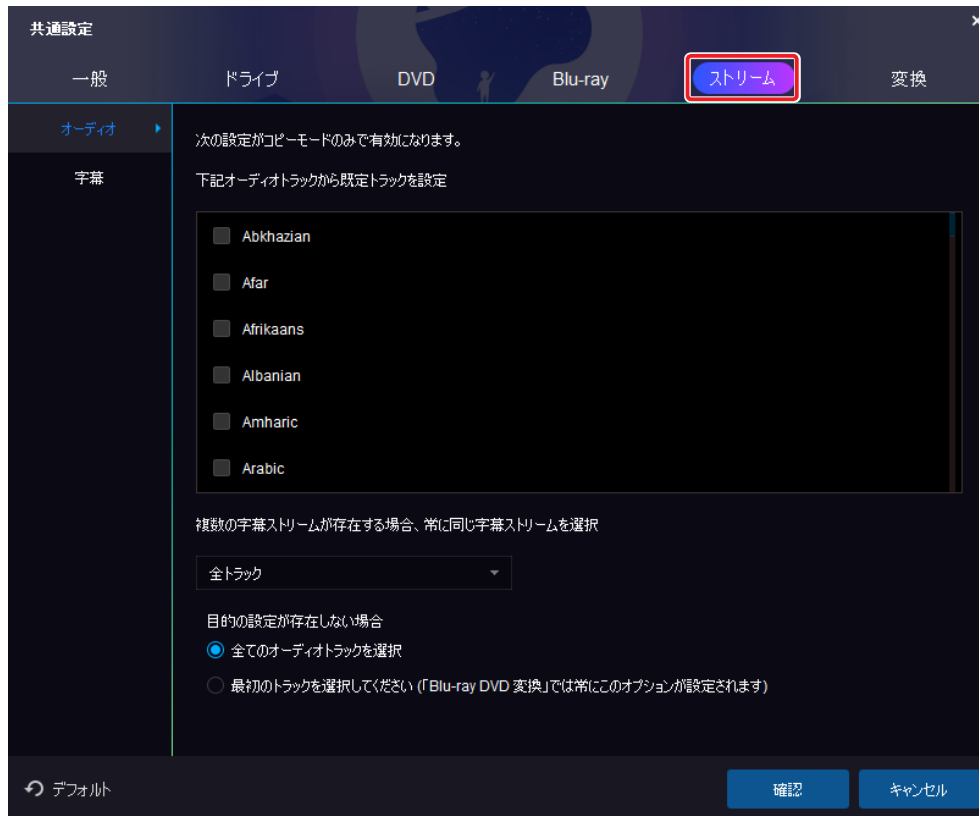 共通設定
一般
ドライブ
DVD
Blu-ray
ストリーム
変換
オーディオ
字幕
次の設定がコピーモードのみで有効になります。
下記オーディオトラックから既定トラックを設定
Abkhazian
Afar
Afrikaans
Albanian
Amharic
Arabic
複数の字幕ストリームが存在する場合、常に同じ字幕ストリームを選択
全トラック
目的の設定が存在しない場合
全てのオーディオトラックを選択
最初のトラックを選択してください (「Blu-ray DVD 変換」では常にこのオプションが設定されます)
デフォルト
確認
キャンセル